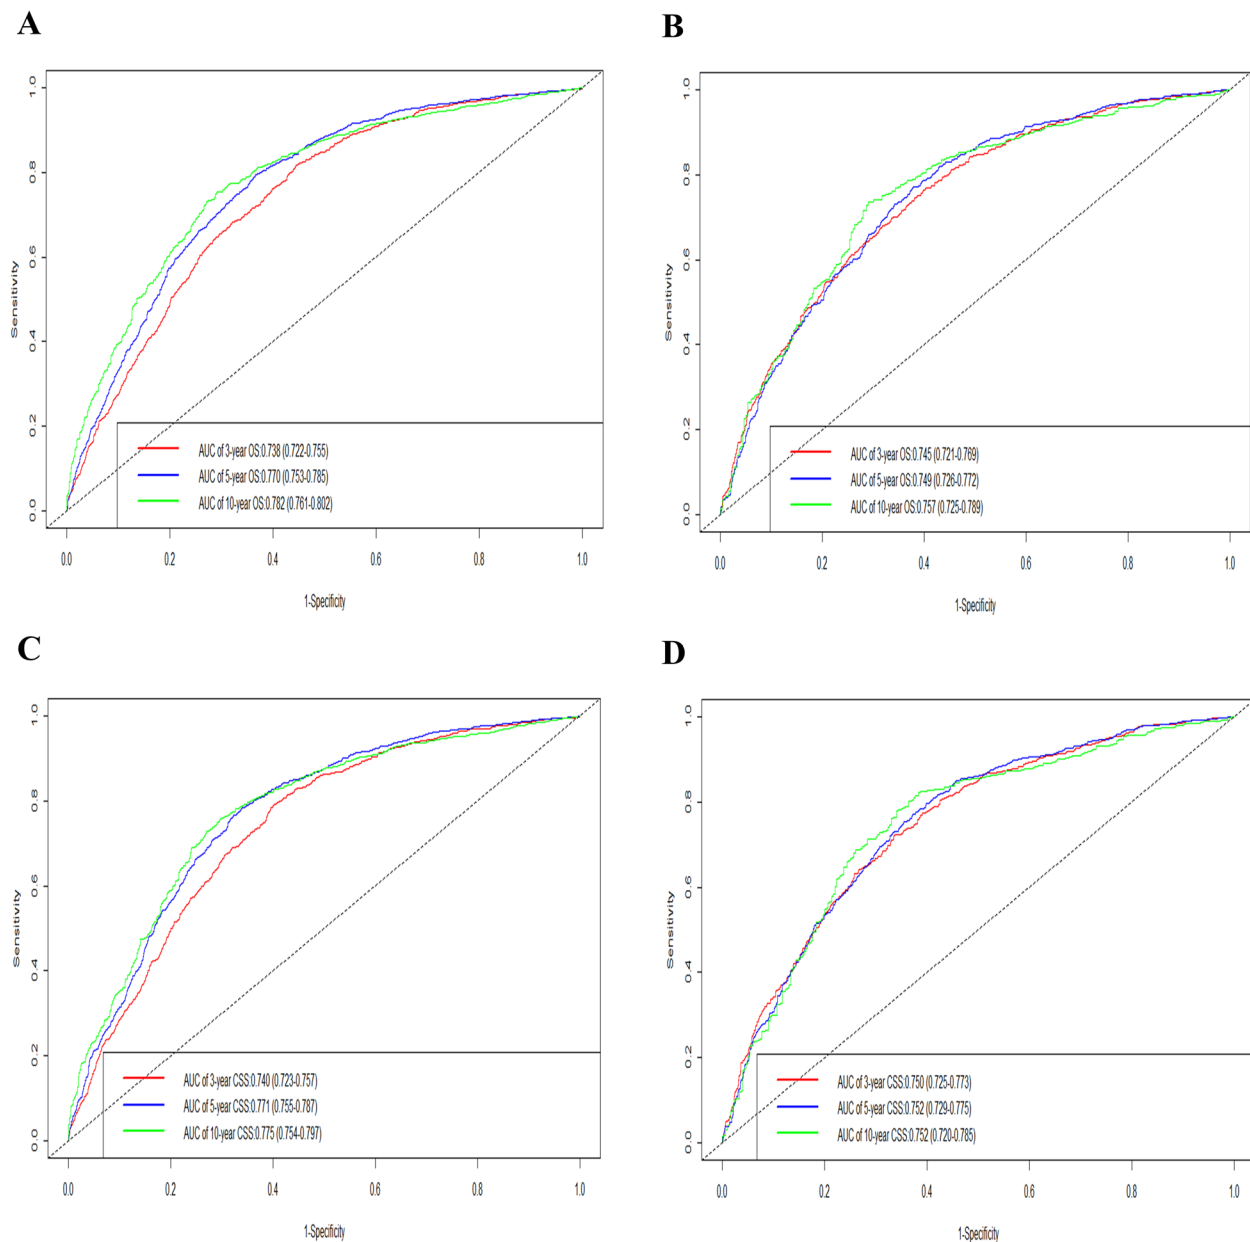 A
1.0
0.8
0.6
0.4
0.2
0.0
Sensitivity
AUC of 3-year OS:0.738 (0.722-0.755)
AUC of 5-year OS:0.770 (0.753-0.785)
AUC of 10-year OS:0.782 (0.761-0.802)
0.0 0.2 0.4 0.6 0.8 1.0
1-Specificity
B
1.0
0.8
0.6
0.4
0.2
0.0
Sensitivity
AUC of 3-year OS:0.745 (0.721-0.769)
AUC of 5-year OS:0.749 (0.726-0.772)
AUC of 10-year OS:0.757 (0.725-0.789)
0.0 0.2 0.4 0.6 0.8 1.0
1-Specificity
C
1.0
0.8
0.6
0.4
0.2
0.0
Sensitivity
AUC of 3-year CSS:0.740 (0.723-0.757)
AUC of 5-year CSS:0.771 (0.755-0.787)
AUC of 10-year CSS:0.775 (0.754-0.797)
0.0 0.2 0.4 0.6 0.8 1.0
1-Specificity
D
1.0
0.8
0.6
0.4
0.2
0.0
Sensitivity
AUC of 3-year CSS:0.750 (0.725-0.773)
AUC of 5-year CSS:0.752 (0.729-0.775)
AUC of 10-year CSS:0.752 (0.720-0.785)
0.0 0.2 0.4 0.6 0.8 1.0
1-Specificity